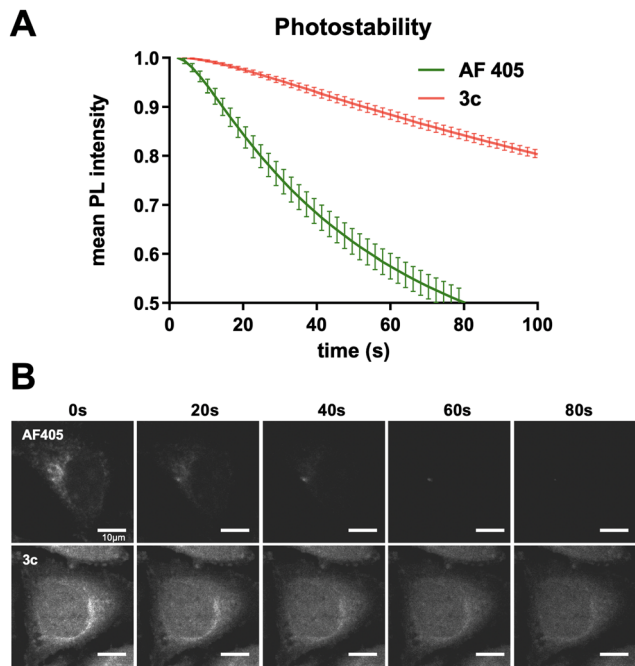 A
Photostability
AF 405
3c
1.0
0.9
0.8
0.7
0.6
0.5
mean PL intensity
0 20 40 60 80 100
time (s)
B
0s 20s 40s 60s 80s
AF405
10μm
3c